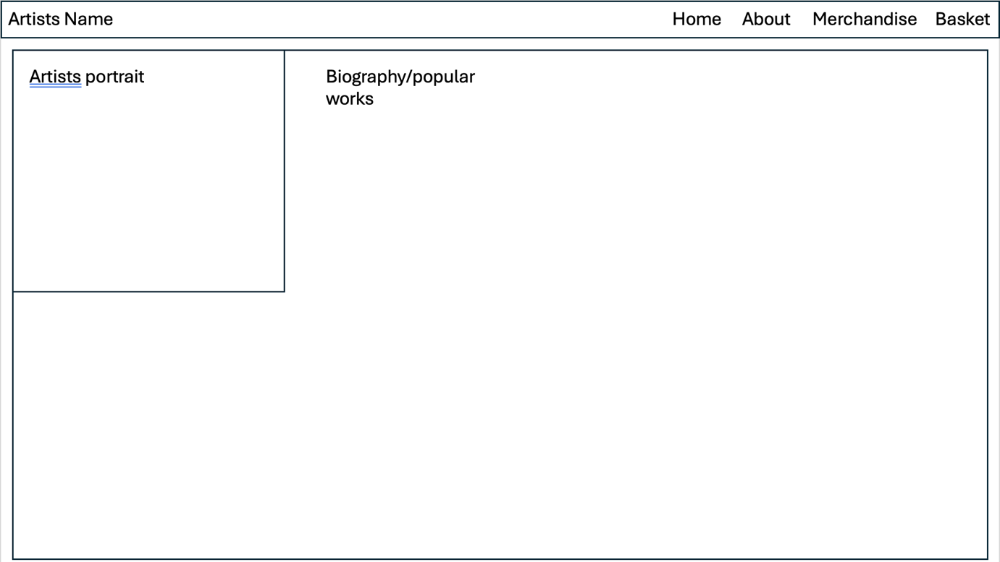 Artists Name
Home About Merchandise Basket
Artists portrait
Biography/popular
works